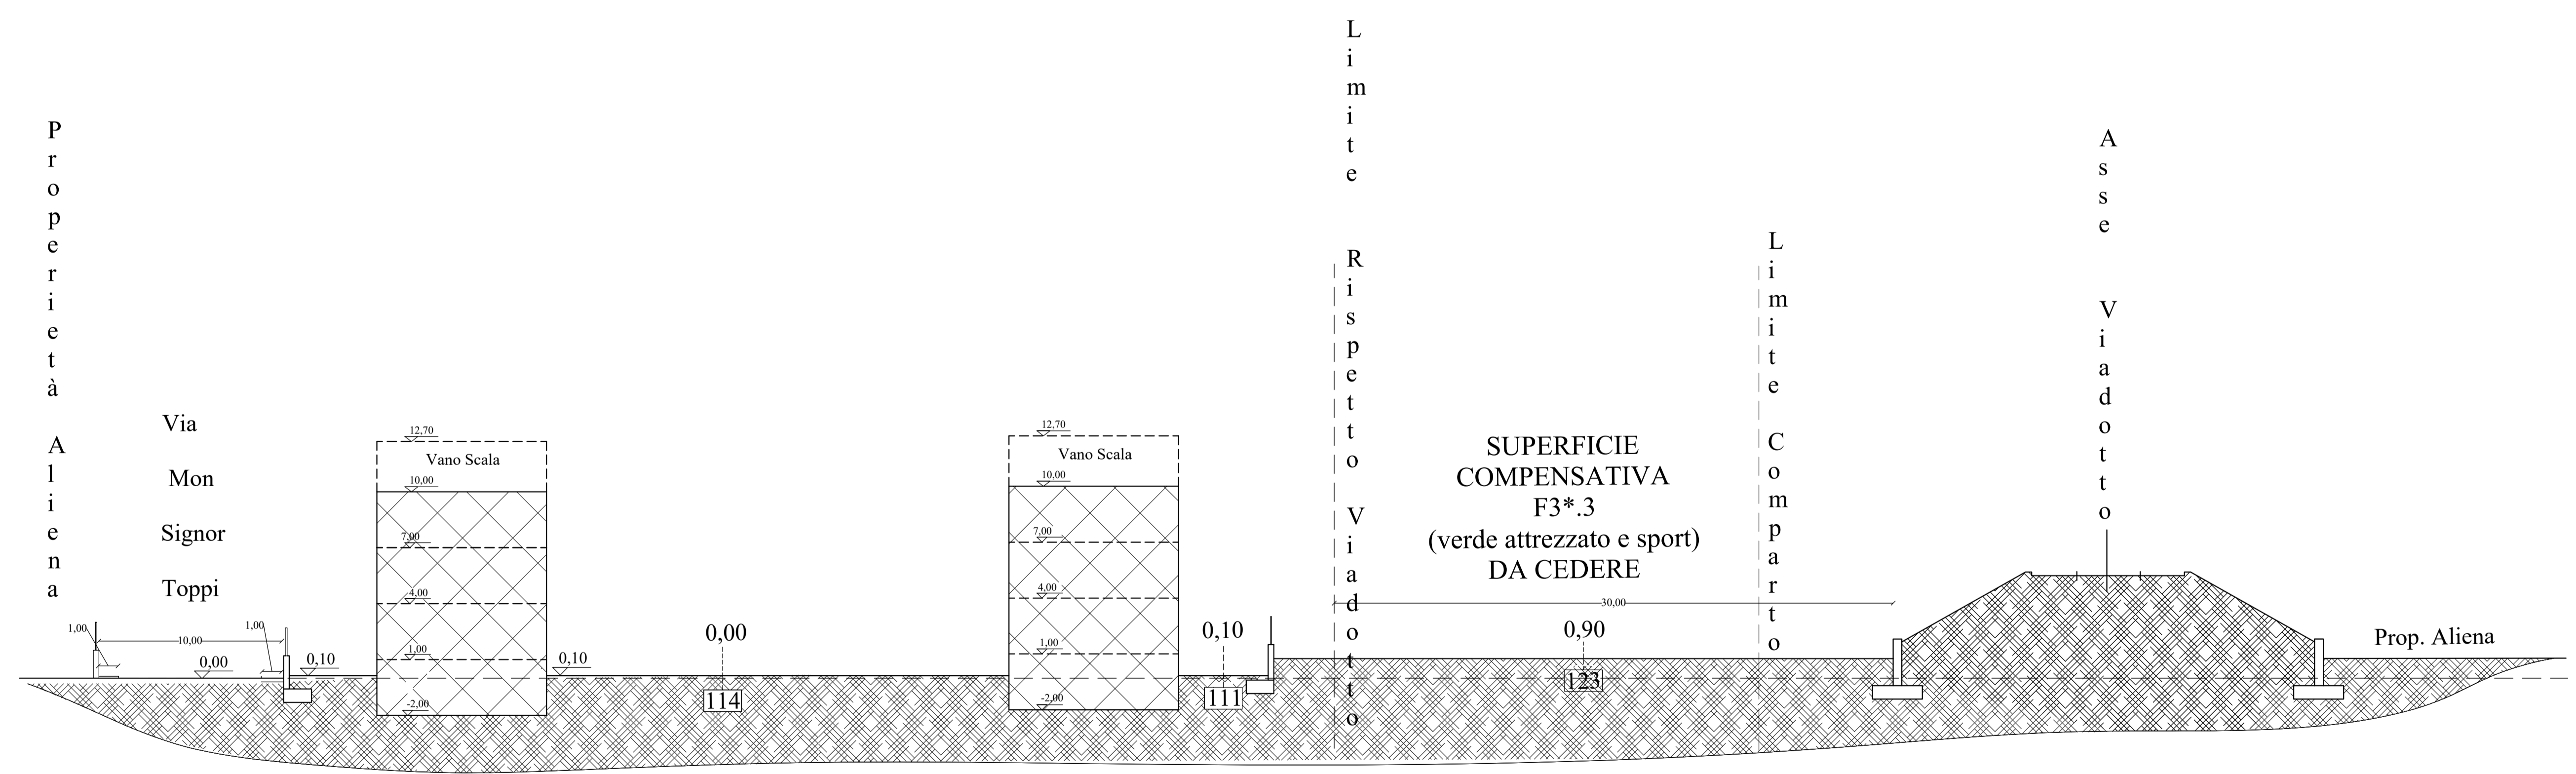 Properietà Aliena
Via
Mon
Signor
Toppi
1,00
10,00
1,00
0,00
0,10
12,70
Vano Scala
10,00
7,00
4,00
1,00
-2,00
0,10
0,00
114
12,70
Vano Scala
10,00
7,00
4,00
1,00
-2,00
0,10
111
Limite Rispetto Viadotto
SUPERFICIE
COMPENSATIVA
F3*.3
(verde attrezzato e sport)
DA CEDERE
30,00
0,90
123
Limite Comparto
Asse Viadotto
Prop. Aliena